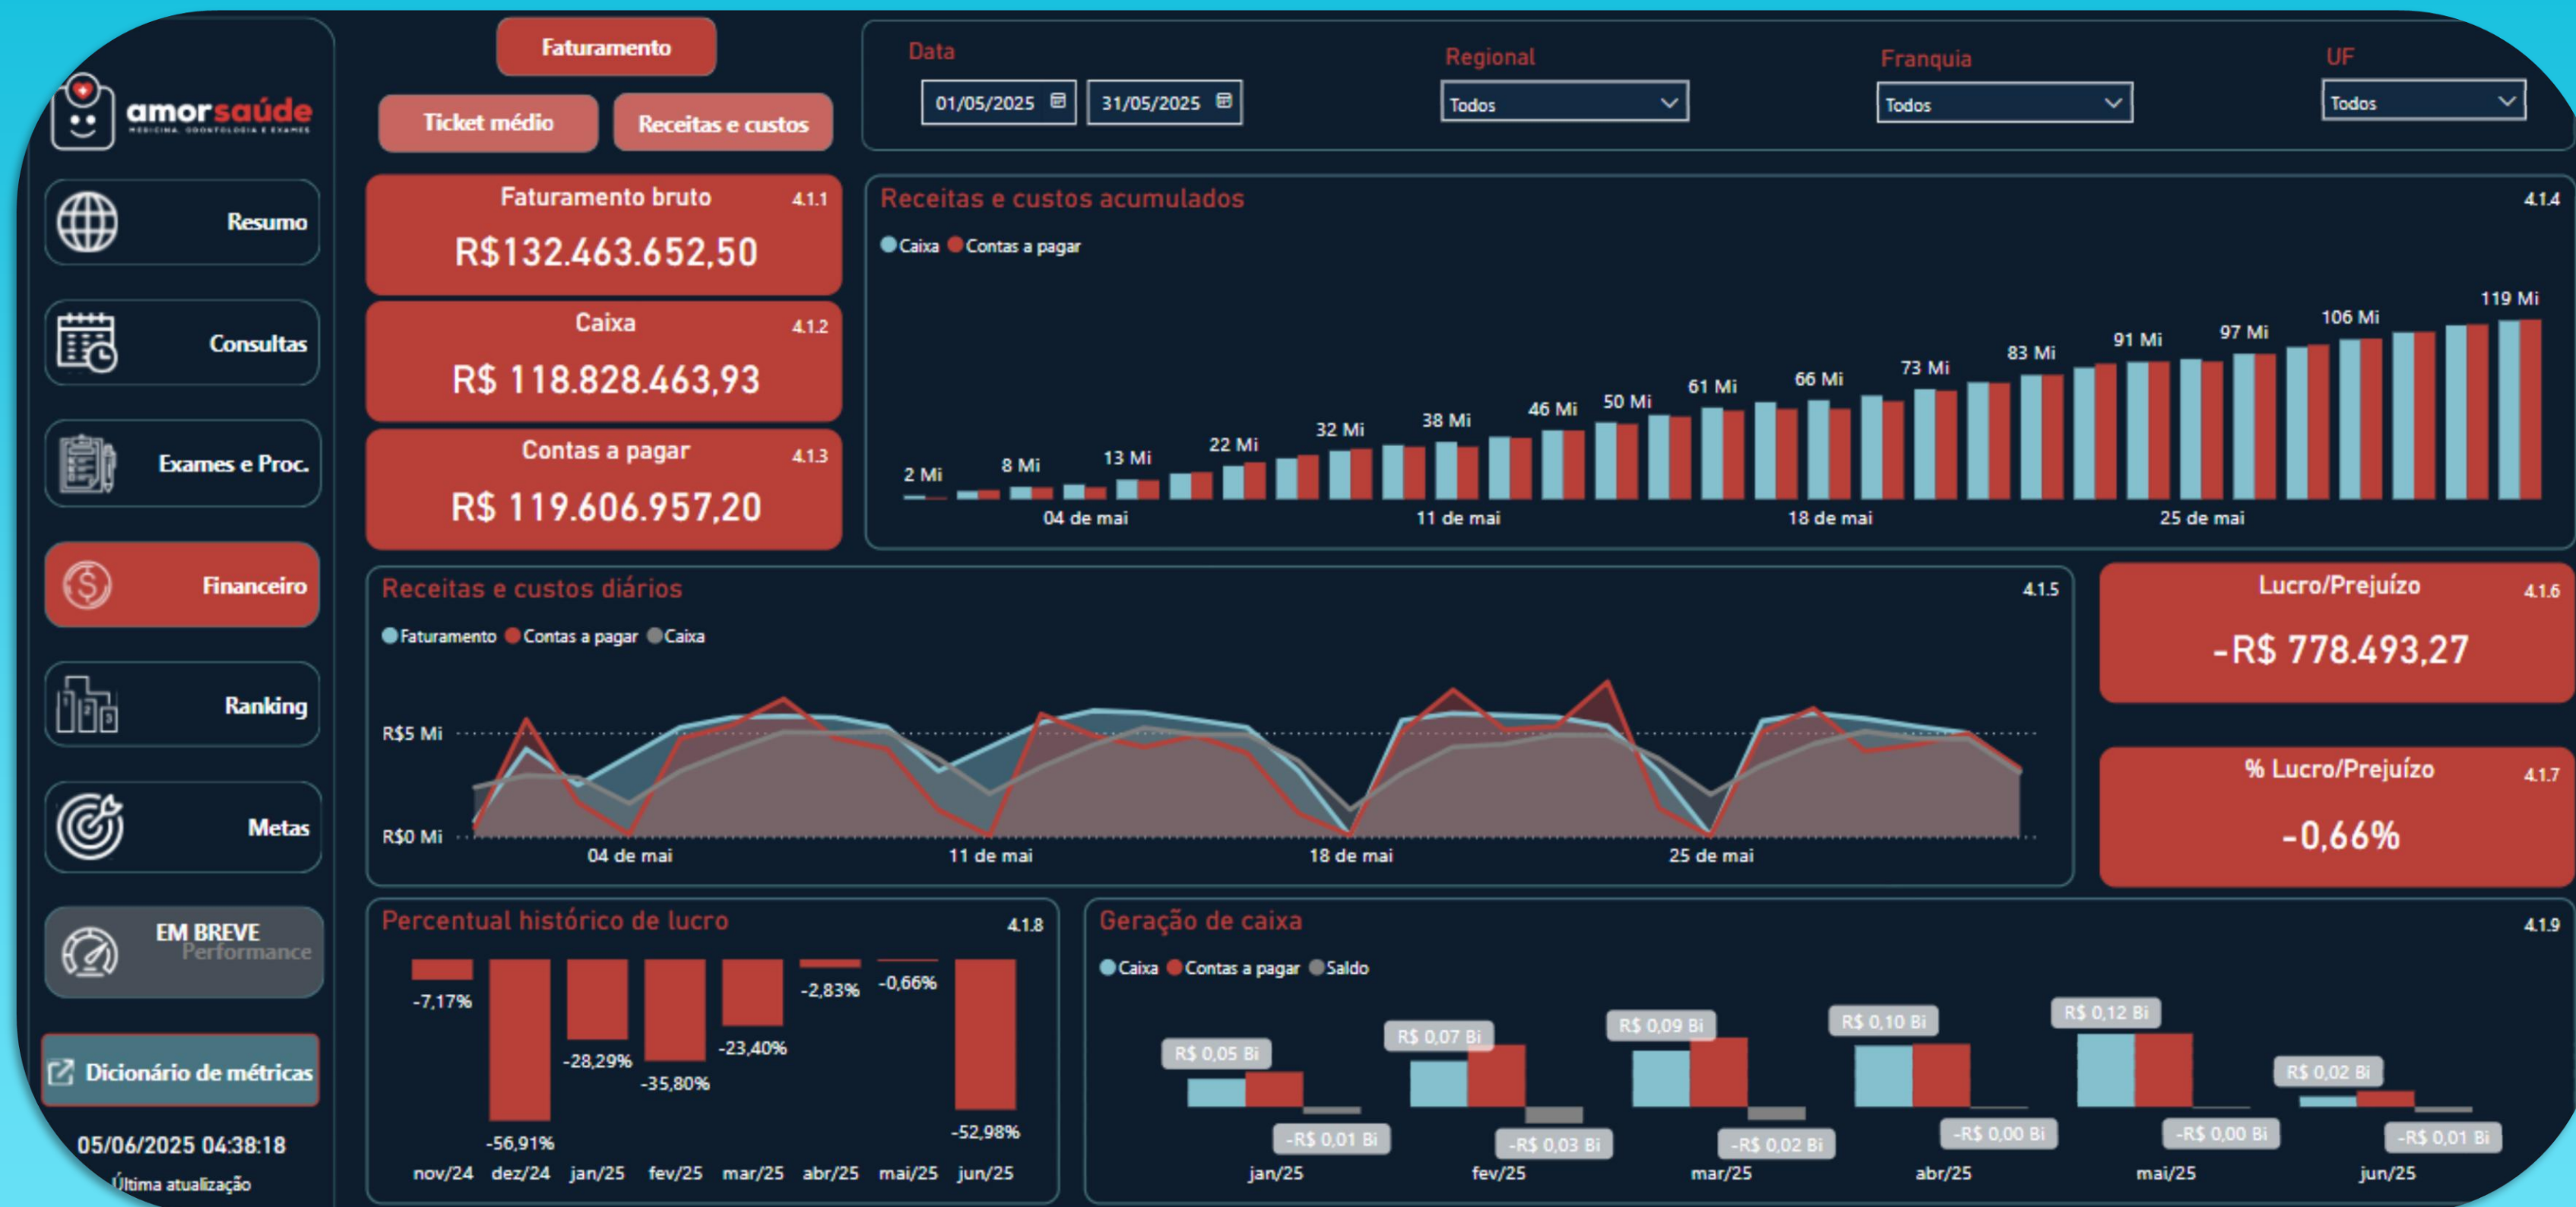 amorsaúde
MEDICINA, ODONTOLOGIA E EXAMES
Resumo
Consultas
Exames e Proc.
Financeiro
1 2 3
Ranking
Metas
EM BREVE
Performance
Dicionário de métricas
05/06/2025 04:38:18
Última atualização
Faturamento
Ticket médio
Receitas e custos
Data
01/05/2025
31/05/2025
Regional
Todos
Franquia
Todos
UF
Todos
Faturamento bruto
4.1.1
R$132.463.652,50
Caixa
4.1.2
R$ 118.828.463,93
Contas a pagar
4.1.3
R$ 119.606.957,20
Receitas e custos acumulados
4.1.4
Caixa Contas a pagar
2 Mi
8 Mi
13 Mi
22 Mi
32 Mi
38 Mi
46 Mi
50 Mi
61 Mi
66 Mi
73 Mi
83 Mi
91 Mi
97 Mi
106 Mi
119 Mi
04 de mai
11 de mai
18 de mai
25 de mai
Receitas e custos diários
4.1.5
Faturamento Contas a pagar Caixa
R$5 Mi
R$0 Mi
04 de mai
11 de mai
18 de mai
25 de mai
Lucro/Prejuízo
4.1.6
-R$ 778.493,27
% Lucro/Prejuízo
4.1.7
-0,66%
Percentual histórico de lucro
4.1.8
-7,17%
-56,91%
-28,29%
-35,80%
-23,40%
-2,83%
-0,66%
-52,98%
nov/24 dez/24 jan/25 fev/25 mar/25 abr/25 mai/25 jun/25
Geração de caixa
4.1.9
Caixa Contas a pagar Saldo
R$ 0,05 Bi
R$ 0,07 Bi
R$ 0,09 Bi
R$ 0,10 Bi
R$ 0,12 Bi
R$ 0,02 Bi
-R$ 0,01 Bi
-R$ 0,03 Bi
-R$ 0,02 Bi
-R$ 0,00 Bi
-R$ 0,00 Bi
-R$ 0,01 Bi
jan/25
fev/25
mar/25
abr/25
mai/25
jun/25